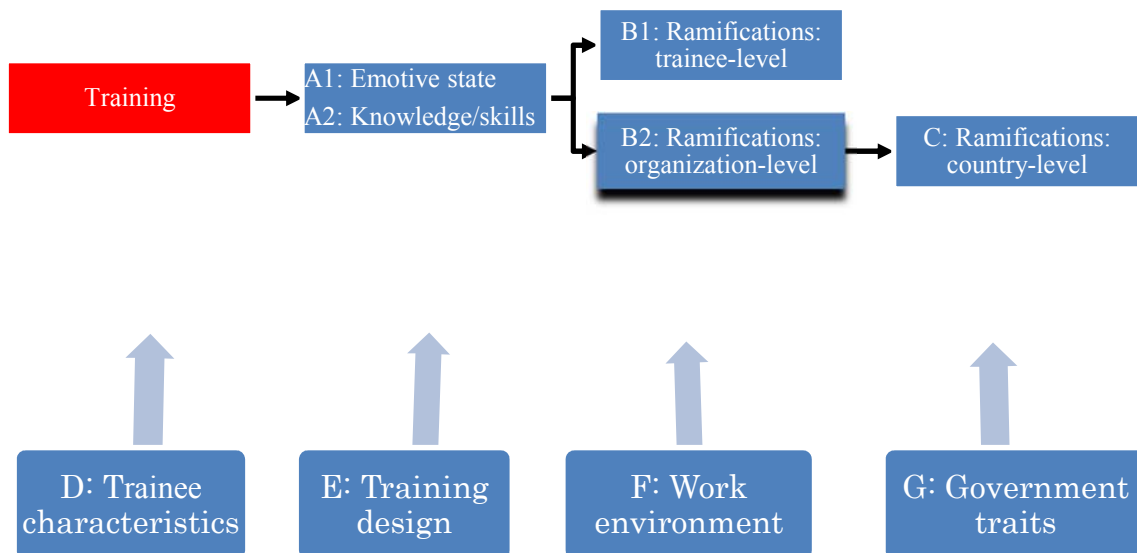 Training
A1: Emotive state
A2: Knowledge/skills
B1: Ramifications:
trainee-level
B2: Ramifications:
organization-level
C: Ramifications:
country-level
D: Trainee
characteristics
E: Training
design
F: Work
environment
G: Government
traits